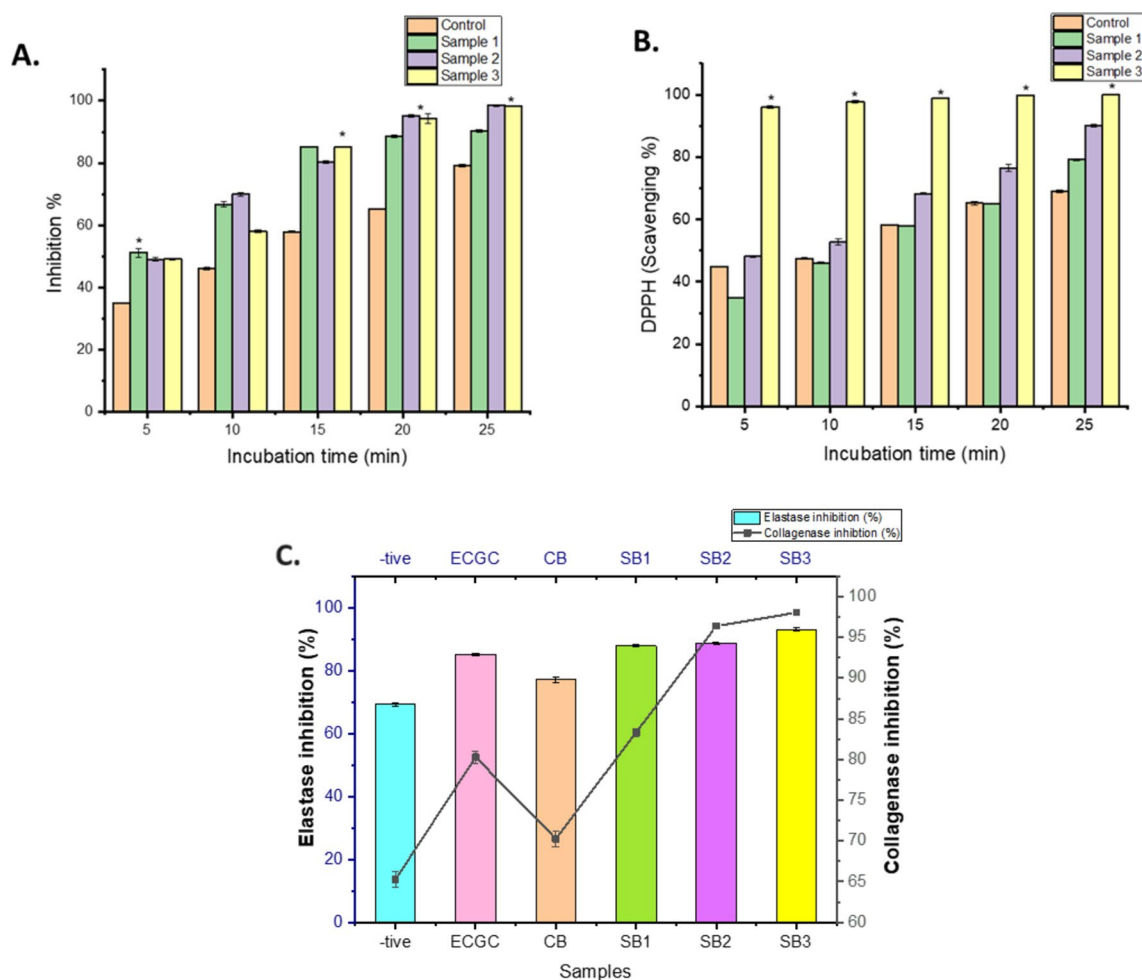 A.
Control
Sample 1
Sample 2
Sample 3
100
80
60
40
20
0
Inhibition %
*
*
*
*
5
10
15
20
25
Incubation time (min)
B.
Control
Sample 1
Sample 2
Sample 3
100
80
60
40
20
0
DPPH (Scavenging %)
*
*
*
*
*
5
10
15
20
25
Incubation time (min)
C.
Elastase inhibition (%)
Collagenase inhibtion (%)
-tive
ECGC
CB
SB1
SB2
SB3
100
80
60
40
20
0
Elastase inhibition (%)
100
95
90
85
80
75
70
65
60
Collagenase inhibition (%)
-tive
ECGC
CB
SB1
SB2
SB3
Samples